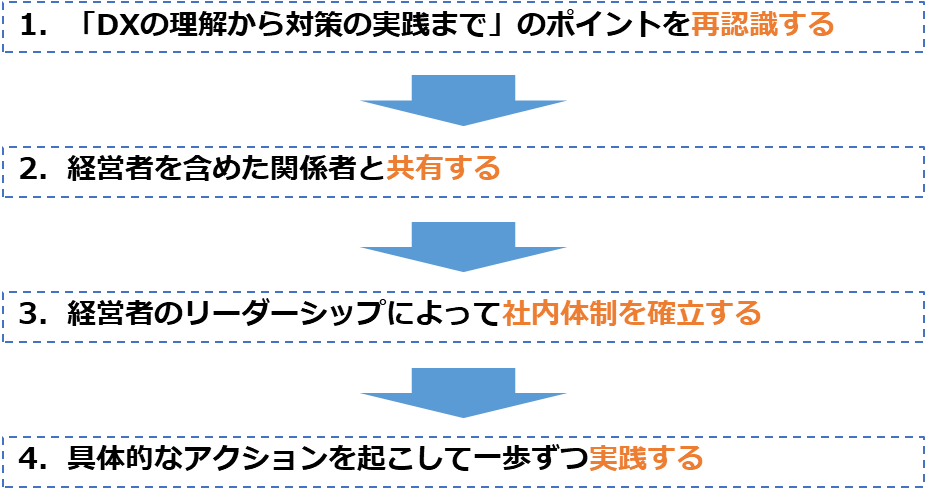 1. 「DXの理解から対策の実践まで」のポイントを再認識する
2. 経営者を含めた関係者と共有する
3. 経営者のリーダーシップによって社内体制を確立する
4. 具体的なアクションを起こして一歩ずつ実践する